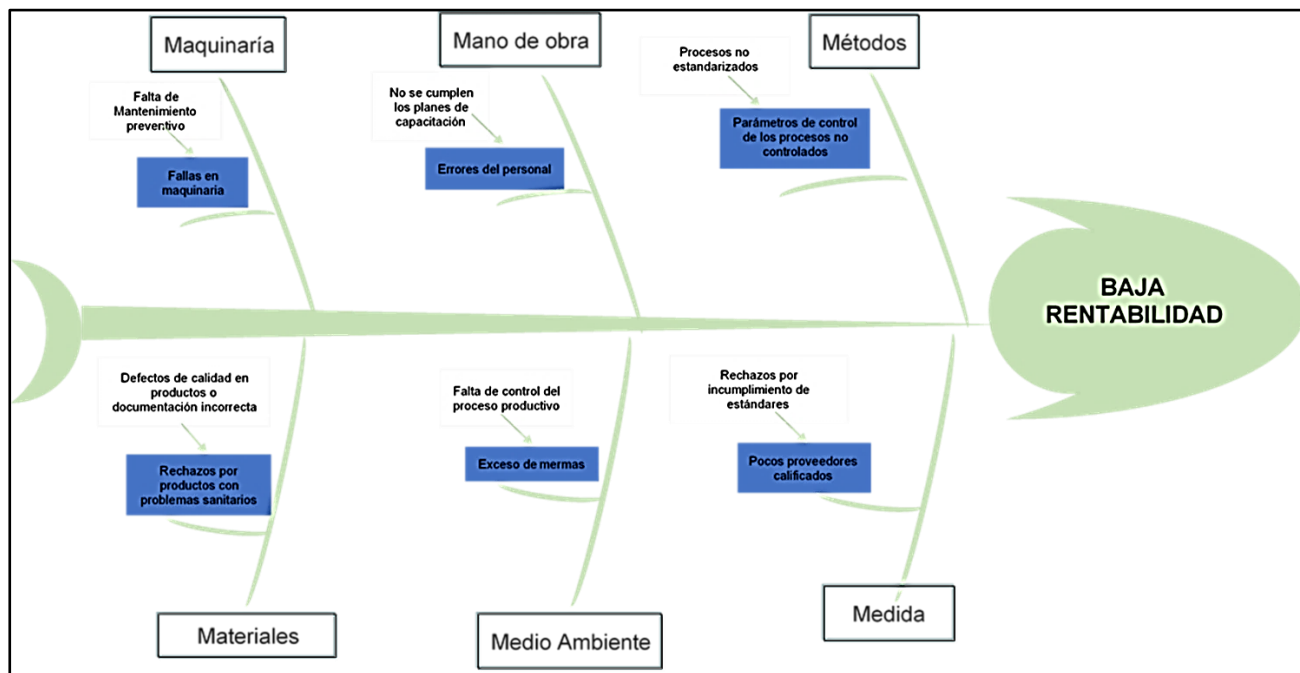 Maquinaría
Mano de obra
Métodos
Falta de
Mantenimiento
preventivo
Fallas en
maquinaria
No se cumplen
los planes de
capacitación
Errores del personal
Procesos no
estandarizados
Parámetros de control
de los procesos no
controlados
BAJA
RENTABILIDAD
Defectos de calidad en
productos o
documentación incorrecta
Rechazos por
productos con
problemas sanitarios
Falta de control del
proceso productivo
Exceso de mermas
Rechazos por
incumplimiento de
estándares
Pocos proveedores
calificados
Materiales
Medio Ambiente
Medida